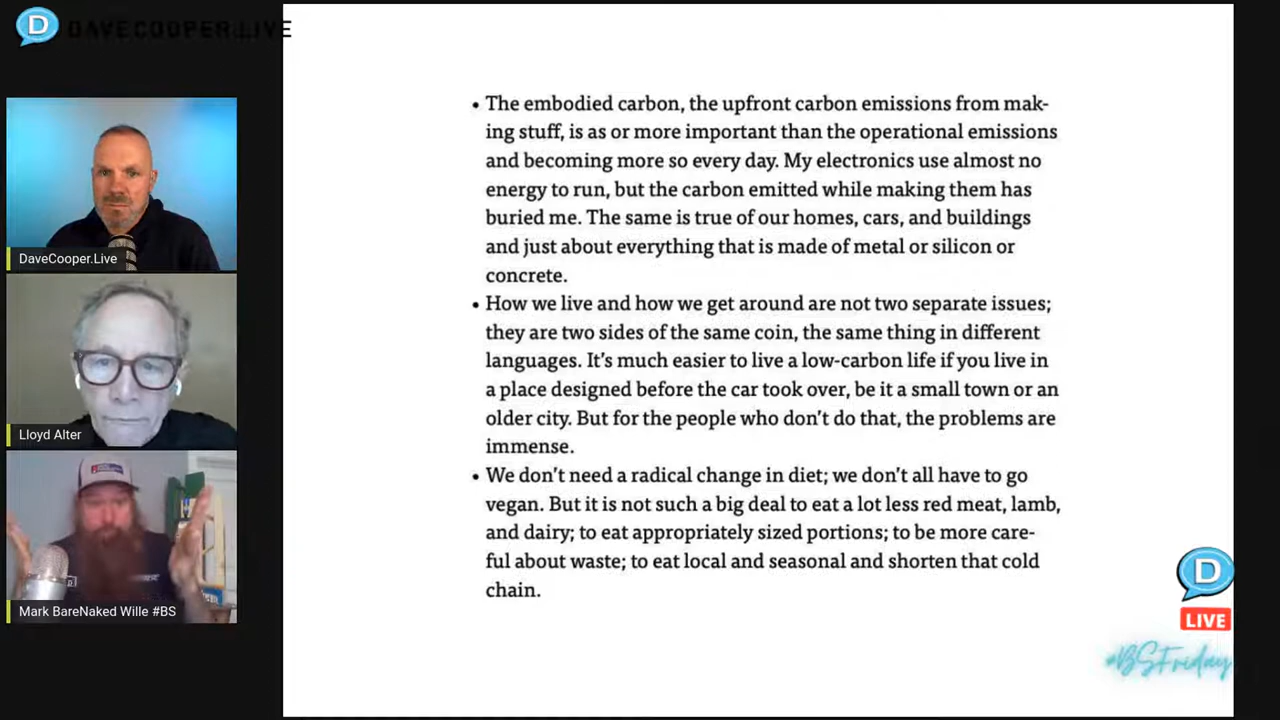 D DAVECOOPER.LIVE
DaveCooper.Live
Lloyd Alter
Mark BareNaked Wille #BS
• The embodied carbon, the upfront carbon emissions from mak-
ing stuff, is as or more important than the operational emissions
and becoming more so every day. My electronics use almost no
energy to run, but the carbon emitted while making them has
buried me. The same is true of our homes, cars, and buildings
and just about everything that is made of metal or silicon or
concrete.
• How we live and how we get around are not two separate issues;
they are two sides of the same coin, the same thing in different
languages. It’s much easier to live a low-carbon life if you live in
a place designed before the car took over, be it a small town or an
older city. But for the people who don’t do that, the problems are
immense.
• We don’t need a radical change in diet; we don’t all have to go
vegan. But it is not such a big deal to eat a lot less red meat, lamb,
and dairy; to eat appropriately sized portions; to be more care-
ful about waste; to eat local and seasonal and shorten that cold
chain.
D
LIVE
#BSFriday